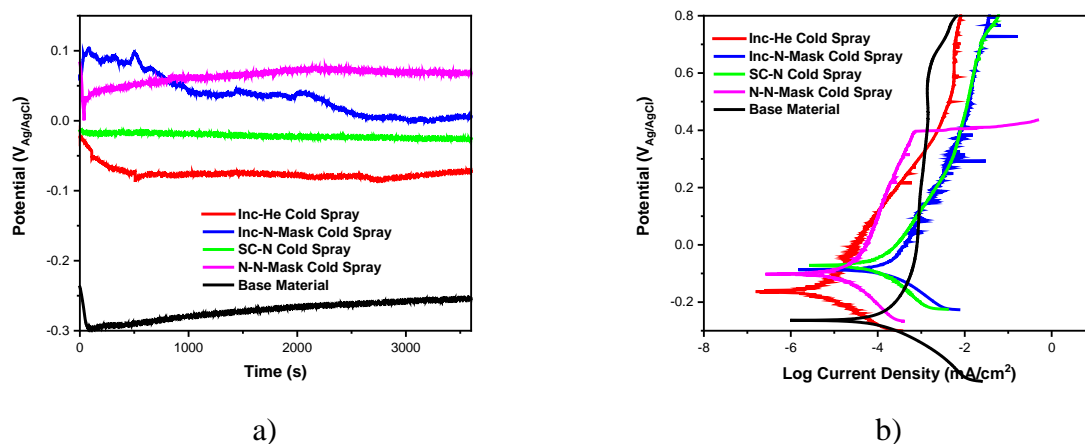 0.1
0.0
-0.1
-0.2
-0.3
Potential (V_Ag/AgCl)
Inc-He Cold Spray
Inc-N-Mask Cold Spray
SC-N Cold Spray
N-N-Mask Cold Spray
Base Material
0 1000 2000 3000
Time (s)
a)
0.8
0.6
0.4
0.2
0.0
-0.2
Potential (V_Ag/AgCl)
Inc-He Cold Spray
Inc-N-Mask Cold Spray
SC-N Cold Spray
N-N-Mask Cold Spray
Base Material
-8 -6 -4 -2 0
Log Current Density (mA/cm²)
b)